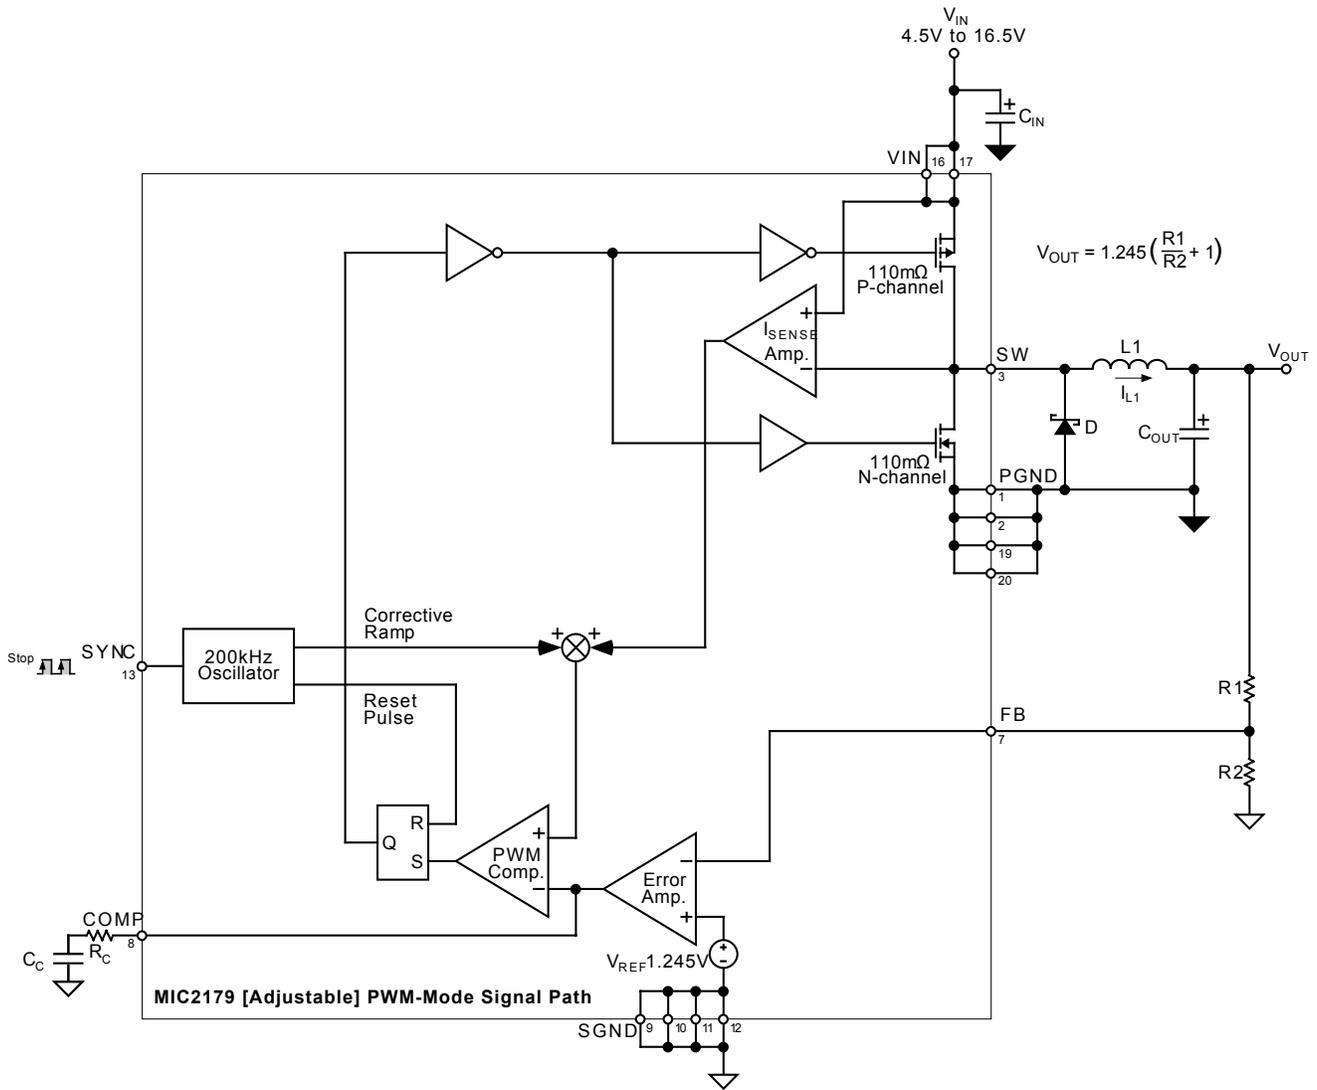 VIN
4.5V to 16.5V
+
CIN
VIN
16
17
VOUT = 1.245 (R1/R2 + 1)
110mΩ
P-channel
+
ISENSE
Amp.
−
SW
3
L1
IL1
VOUT
D
COUT
+
110mΩ
N-channel
PGND
1
2
19
20
Corrective
Ramp
+
+
Stop
SYNC
13
200kHz
Oscillator
Reset
Pulse
R1
FB
7
R2
R
Q
S
+
PWM
Comp.
−
−
Error
Amp.
+
COMP
8
CC
RC
VREF1.245V
+
−
MIC2179 [Adjustable] PWM-Mode Signal Path
SGND
9
10
11
12